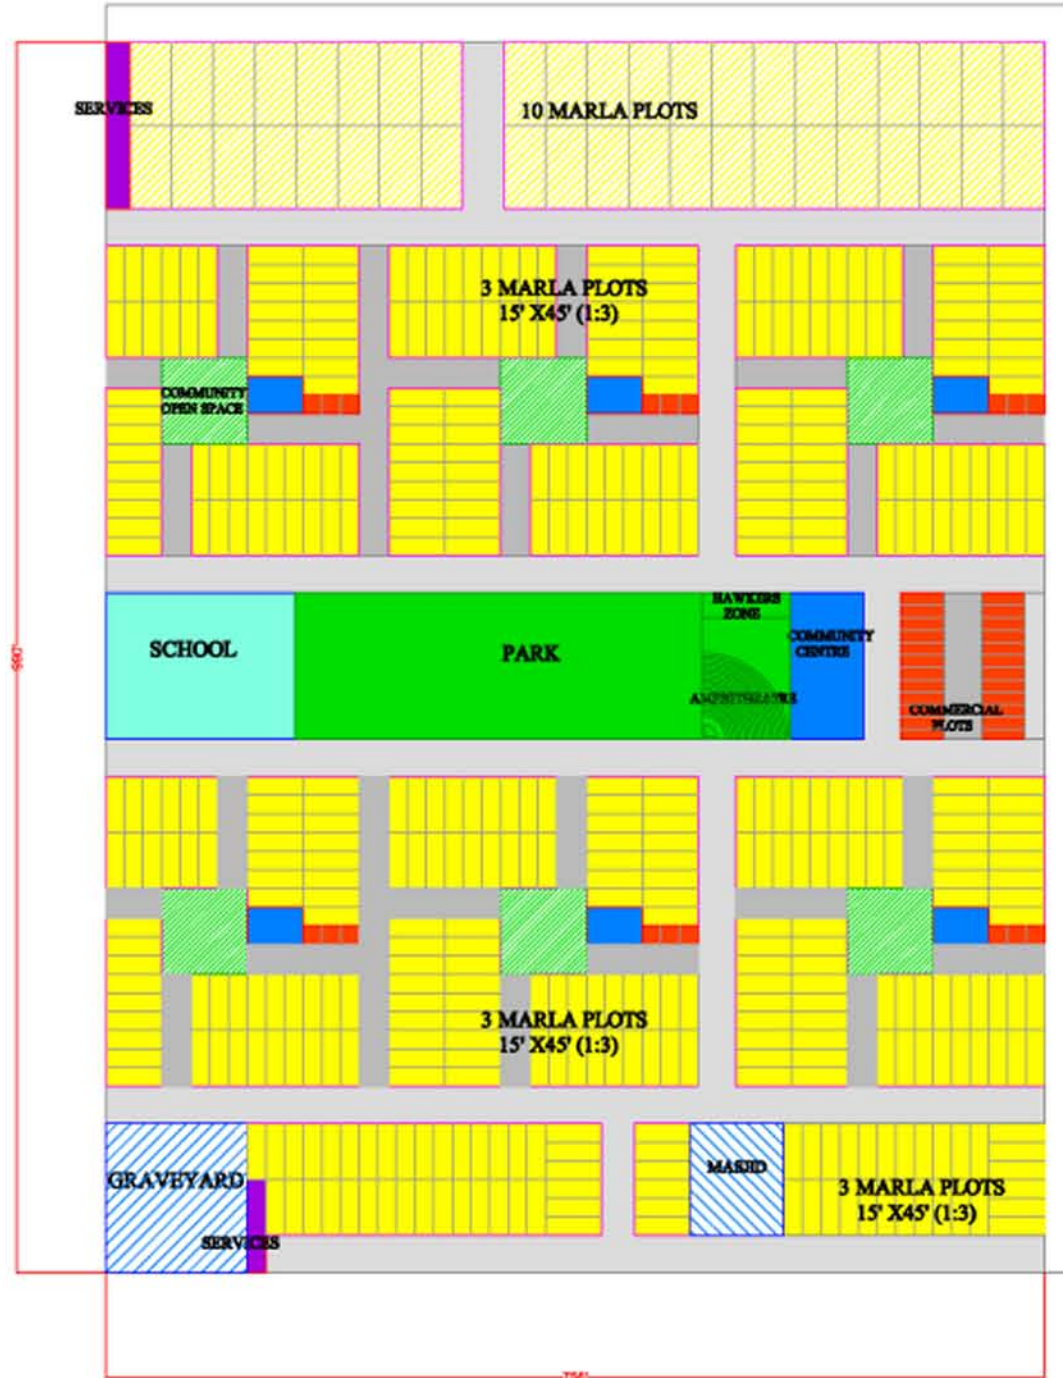 SERVICES
10 MARLA PLOTS
3 MARLA PLOTS
15' X45' (1:3)
COMMUNITY
OPEN SPACE
HAWKERS
ZONE
SCHOOL
PARK
COMMUNITY
CENTRE
990'
AMPHITHEATRE
COMMERCIAL
PLOTS
3 MARLA PLOTS
15' X45' (1:3)
GRAVEYARD
MASJID
3 MARLA PLOTS
15' X45' (1:3)
SERVICES